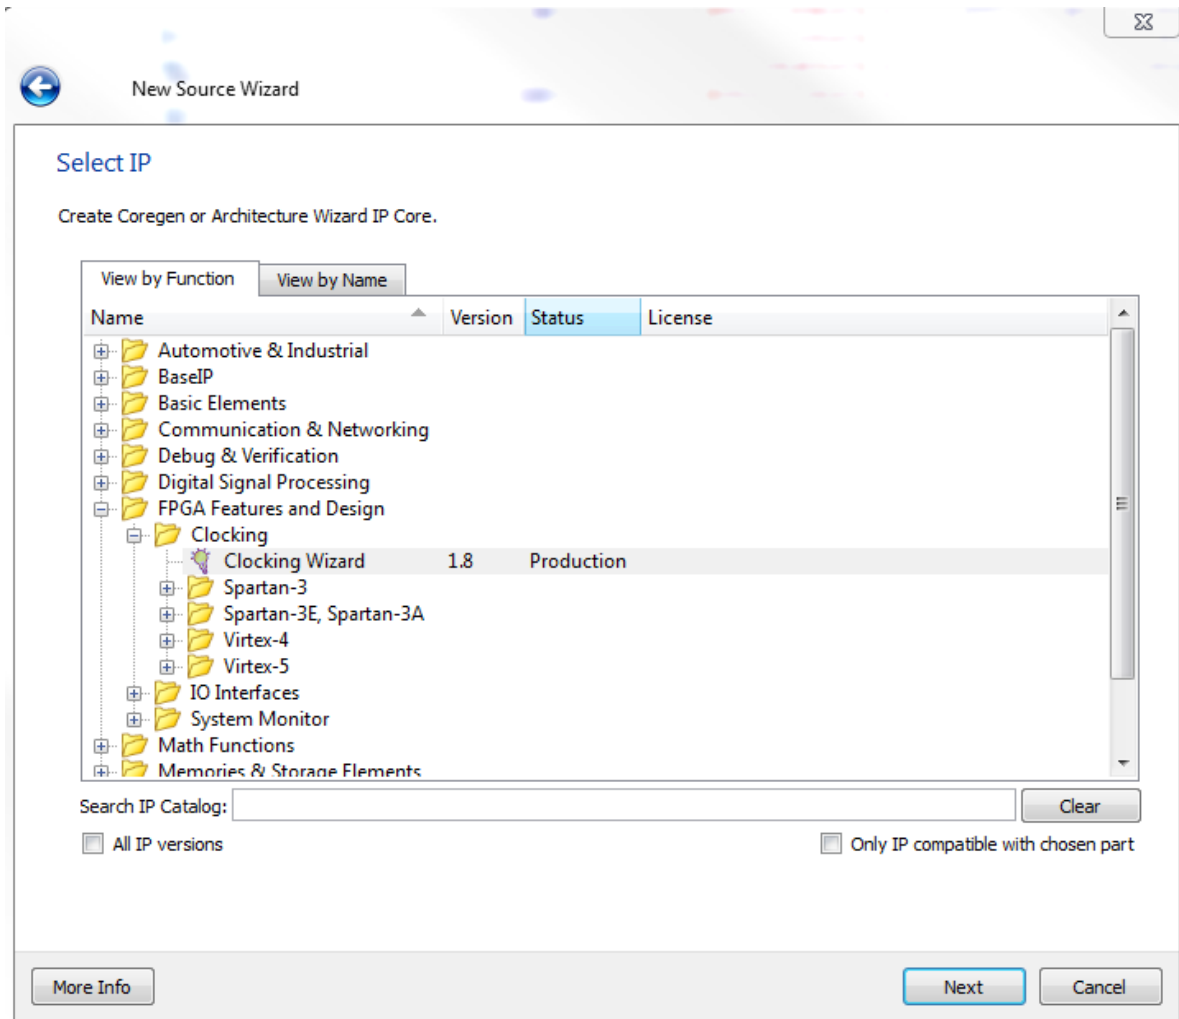 New Source Wizard
Select IP
Create Coregen or Architecture Wizard IP Core.
View by Function View by Name
Name Version Status License
Automotive & Industrial
BaseIP
Basic Elements
Communication & Networking
Debug & Verification
Digital Signal Processing
FPGA Features and Design
Clocking
Clocking Wizard 1.8 Production
Spartan-3
Spartan-3E, Spartan-3A
Virtex-4
Virtex-5
IO Interfaces
System Monitor
Math Functions
Memories & Storage Elements
Search IP Catalog: Clear
All IP versions Only IP compatible with chosen part
More Info Next Cancel